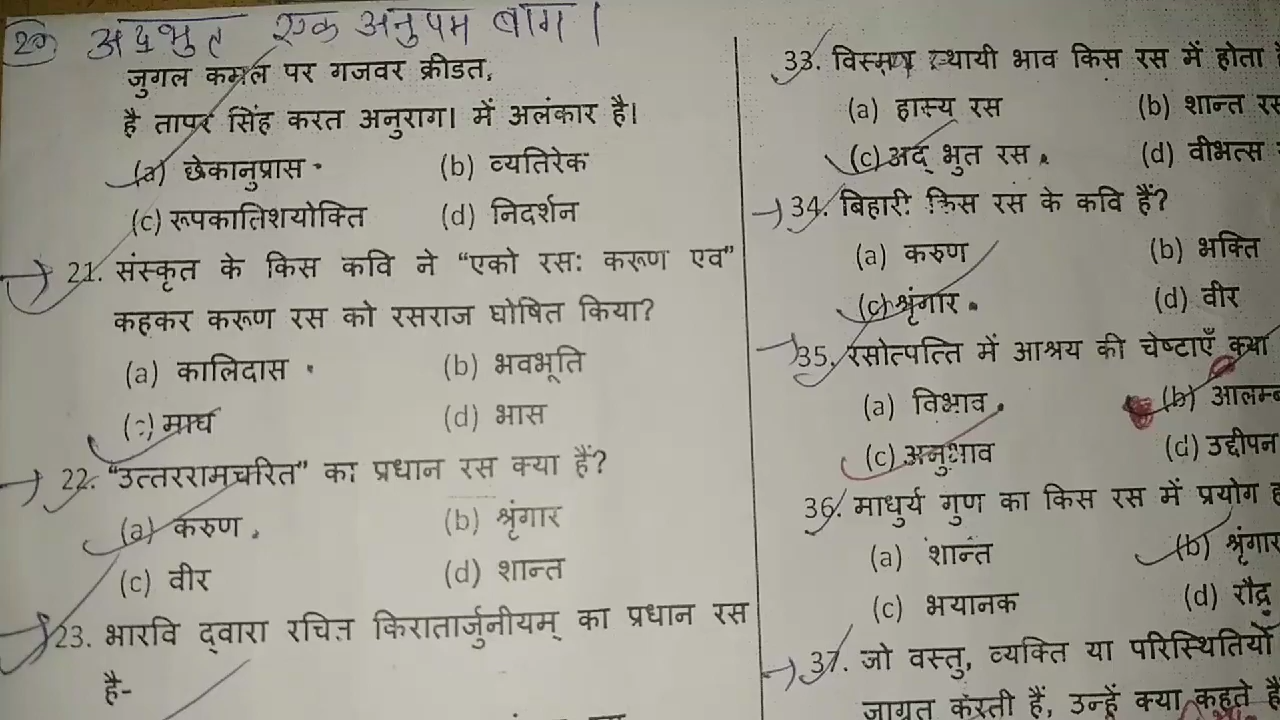 20 अद्भुत एक अनुपम बाग।
जुगल कमल पर गजवर क्रीडत,
है तापर सिंह करत अनुराग। में अलंकार है।
(a) छेकानुप्रास
(b) व्यतिरेक
(c) रूपकातिशयोक्ति
(d) निदर्शन
21. संस्कृत के किस कवि ने “एको रस: करूण एव”
कहकर करूण रस को रसराज घोषित किया?
(a) कालिदास
(b) भवभूति
(c) माघ
(d) भास
22. “उत्तररामचरित” का प्रधान रस क्या हैं?
(a) करुण
(b) श्रृंगार
(c) वीर
(d) शान्त
23. भारवि द्वारा रचित किरातार्जुनीयम् का प्रधान रस
है-
33. विस्मय स्थायी भाव किस रस में होता
(a) हास्य रस
(b) शान्त रस
(c) अद् भुत रस
(d) वीभत्स
34. बिहारी किस रस के कवि हैं?
(a) करुण
(b) भक्ति
(c) श्रृंगार
(d) वीर
35. रसोत्पत्ति में आश्रय की चेष्टाएँ क्या
(a) विभाव
(b) आलम्ब
(c) अनुभाव
(d) उद्दीपन
36. माधुर्य गुण का किस रस में प्रयोग
(a) शान्त
(b) श्रृंगार
(c) भयानक
(d) रौद्र
37. जो वस्तु, व्यक्ति या परिस्थितियाँ
जाग्रत करती हैं, उन्हें क्या कहते हैं